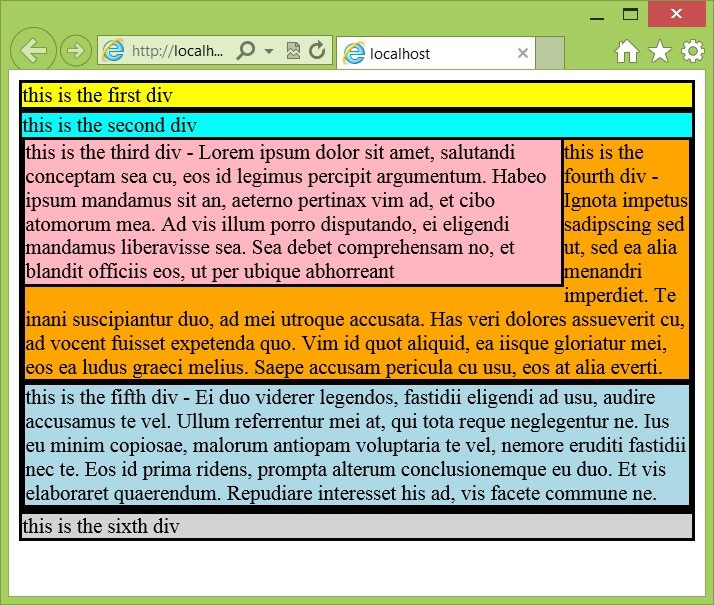 http://localh...
localhost
this is the first div
this is the second div
this is the third div - Lorem ipsum dolor sit amet, salutandi
conceptam sea cu, eos id legimus percipit argumentum. Habeo
ipsum mandamus sit an, aeterno pertinax vim ad, et cibo
atomorum mea. Ad vis illum porro disputando, ei eligendi
mandamus liberavisse sea. Sea debet comprehensam no, et
blandit officiis eos, ut per ubique abhorreant
this is the
fourth div -
Ignota impetus
sadipscing sed
ut, sed ea alia
menandri
imperdiet. Te
inani suscipiantur duo, ad mei utroque accusata. Has veri dolores assueverit cu,
ad vocent fuisset expetenda quo. Vim id quot aliquid, ea iisque gloriatur mei,
eos ea ludus graeci melius. Saepe accusam pericula cu usu, eos at alia everti.
this is the fifth div - Ei duo viderer legendos, fastidii eligendi ad usu, audire
accusamus te vel. Ullum referrentur mei at, qui tota reque neglegentur ne. Ius
eu minim copiosae, malorum antiopam voluptaria te vel, nemore eruditi fastidii
nec te. Eos id prima ridens, prompta alterum conclusionemque eu duo. Et vis
elaboraret quaerendum. Repudiare interesset his ad, vis facete commune ne.
this is the sixth div